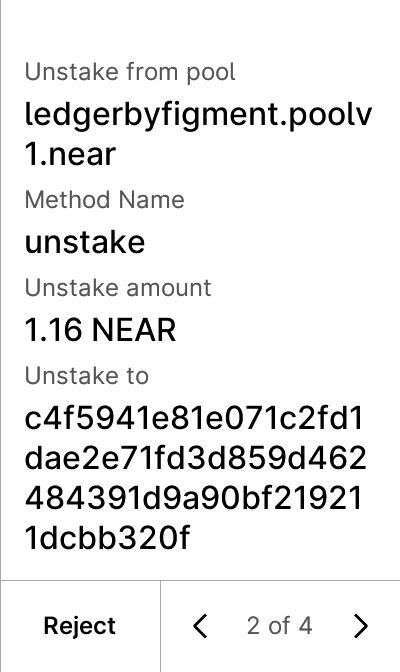 Unstake from pool
ledgerbyfigment.poolv
1.near
Method Name
unstake
Unstake amount
1.16 NEAR
Unstake to
c4f5941e81e071c2fd1
dae2e71fd3d859d462
484391d9a90bf21921
1dcbb320f
Reject
2 of 4